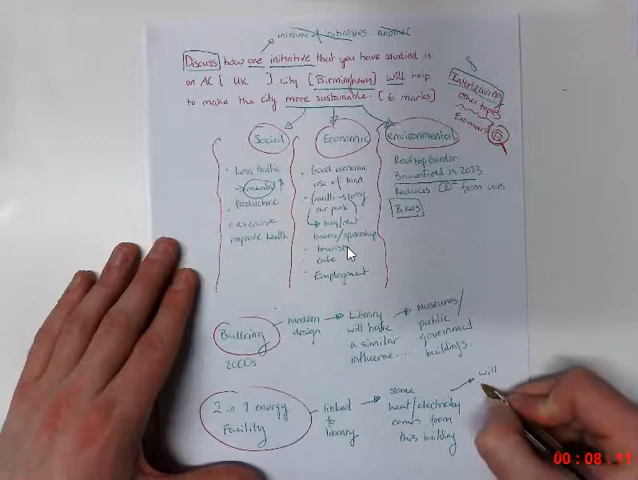 mixture of initiatives another
Discuss how one initiative that you have studied in
an AC [ UK ] city [Birmingham] will help
to make the city more sustainable. [6 marks]
Interleaving
other topics
Examiners
Social
Economic
environmental
Less traffic
→ mental ↑
Productive
exercise
improve health
Good economic
use of land
(multi-storey
car park)
→ buy/rent
bikes/sponsorship
tourists
cafe
Employment
Rooftop Garden
Brownfield in 2013
Reduces CO² from cars
Bikes
Bullring
2000s
modern
design
Library
will have
a similar
influence...
Museums/
public
government
buildings
2 in 1 energy
Facility
linked
to
library
some
heat/electricity
comes from
this building
will
00:08:11